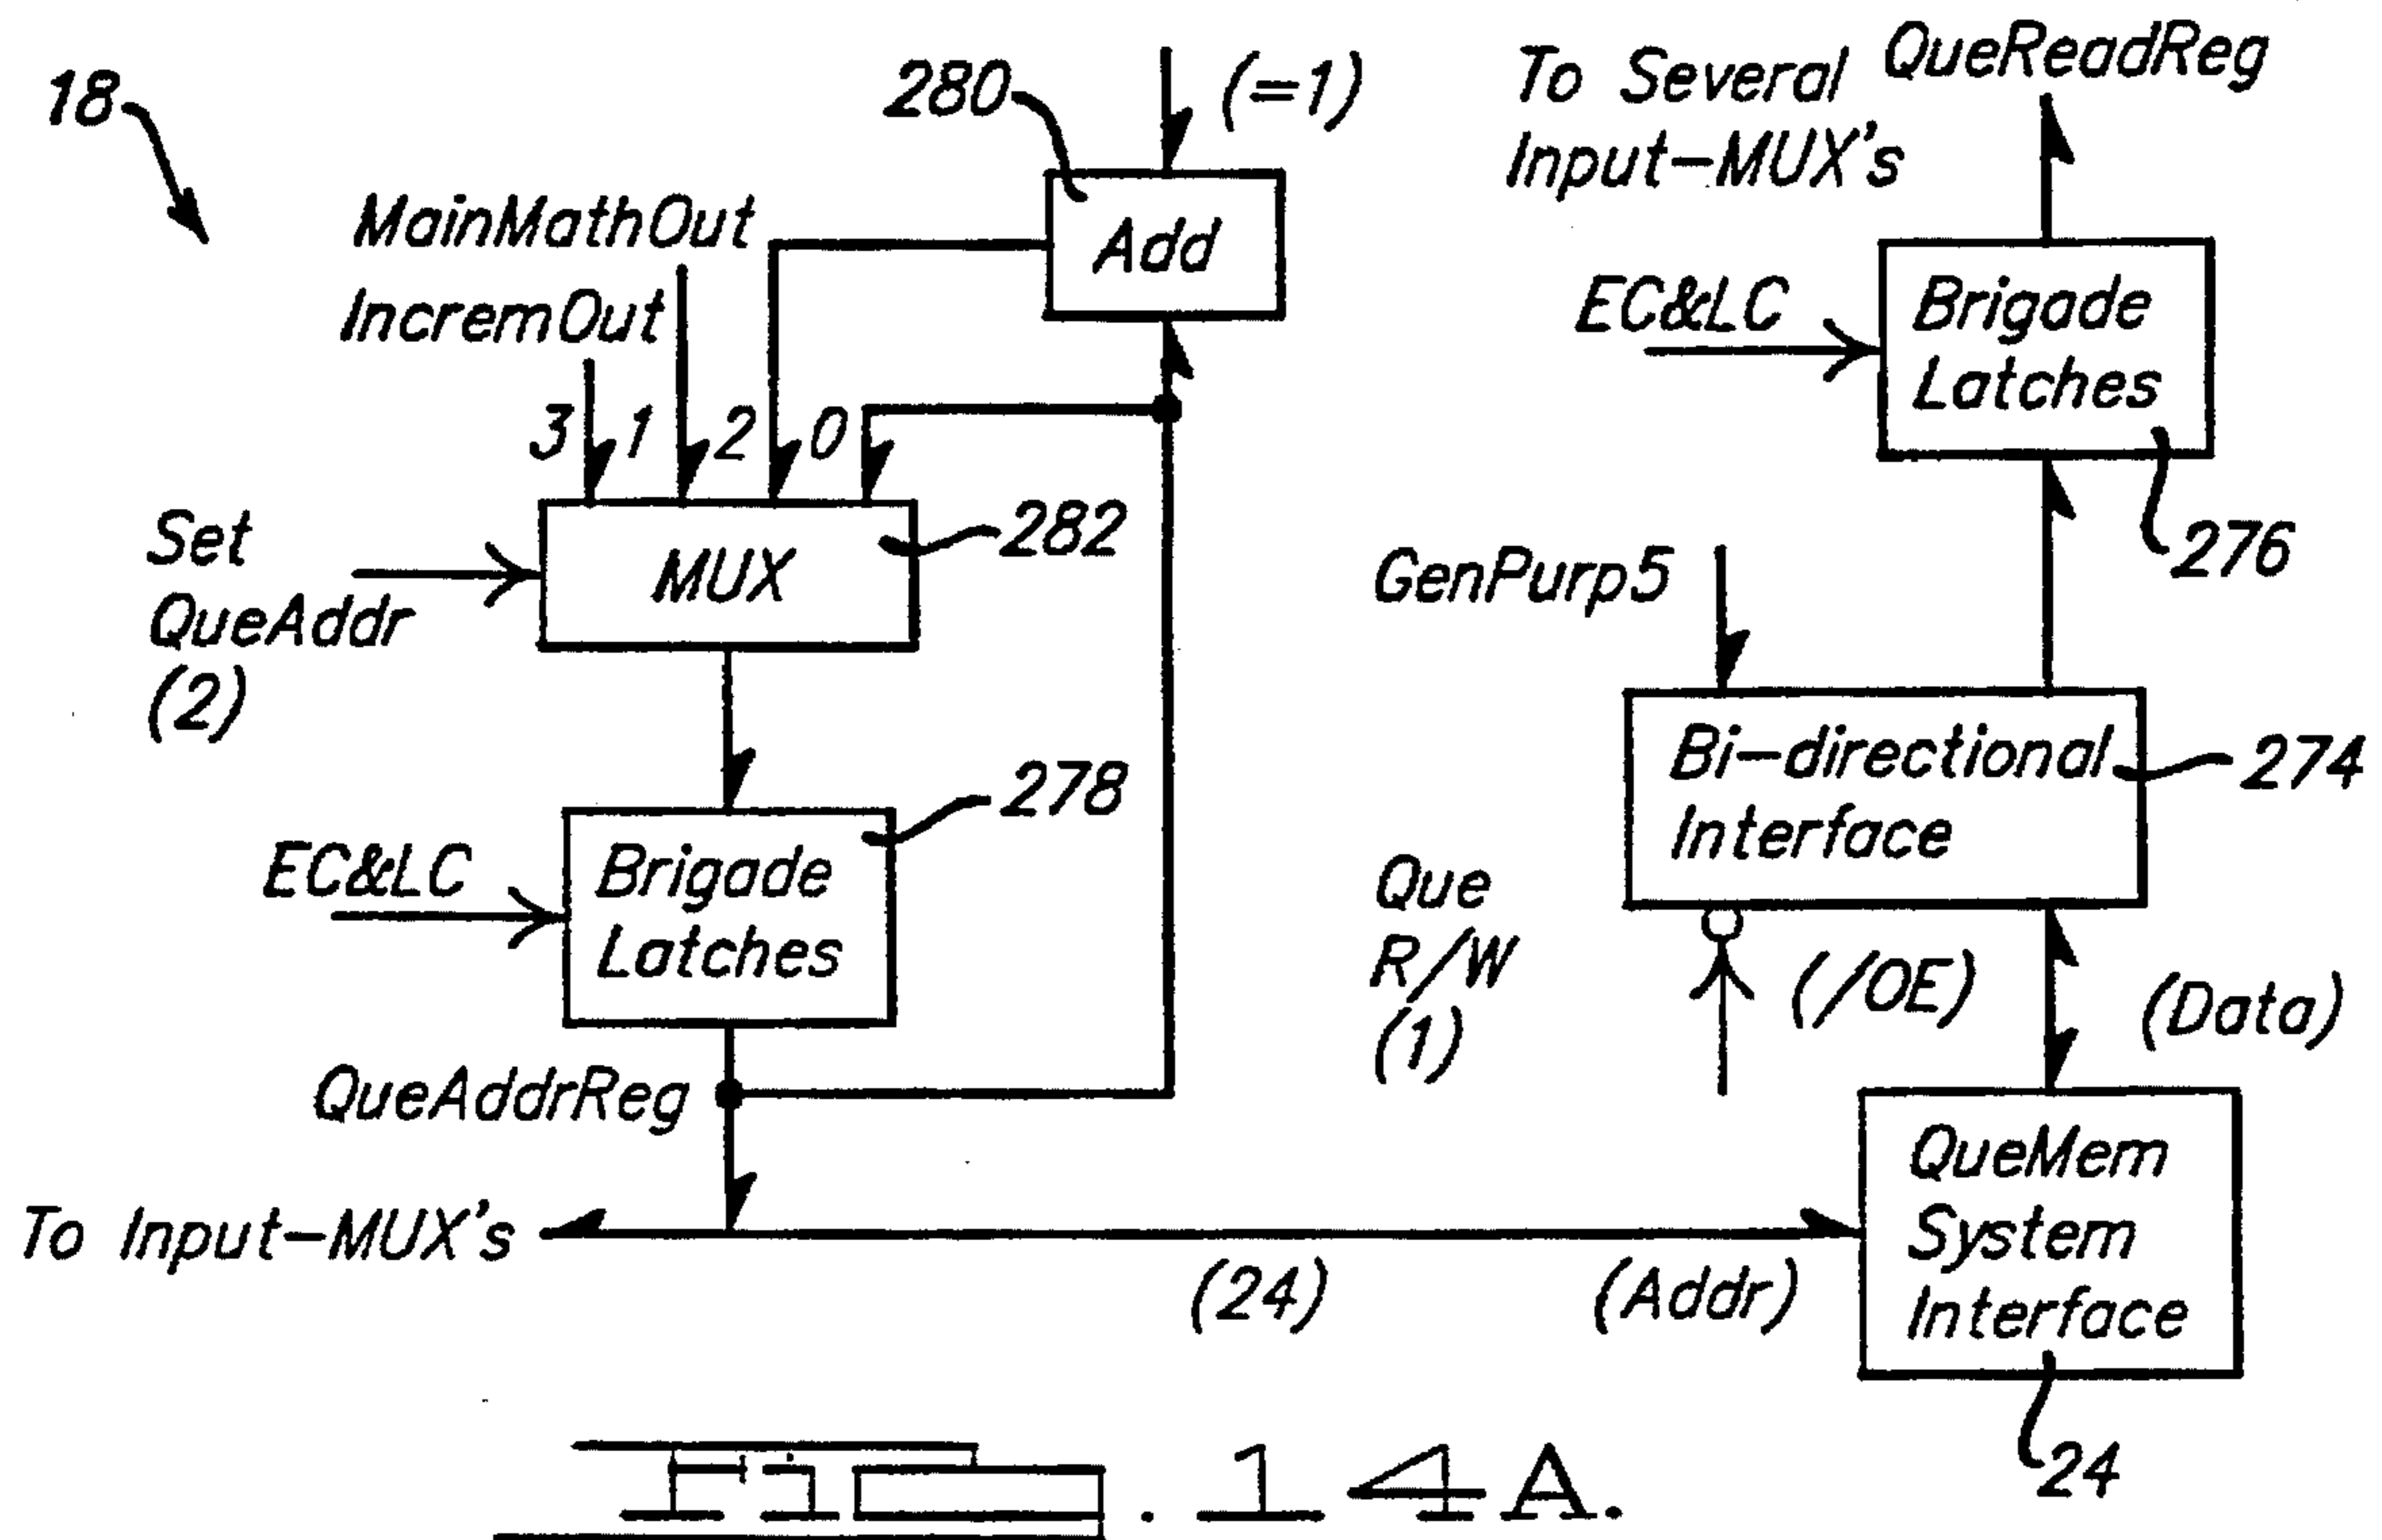 18
280
(=1)
To Several
Input-MUX's
QueReadReg
MainMathOut
IncremOut
Add
3
1
2
0
EC&LC
Brigade
Latches
276
Set
QueAddr
(2)
MUX
282
GenPurp5
Bi-directional
Interface
274
EC&LC
Brigade
Latches
278
Que
R/W
(1)
(/OE)
(Data)
QueAddrReg
To Input-MUX's
(24)
(Addr)
QueMem
System
Interface
24
Fig. 14A.